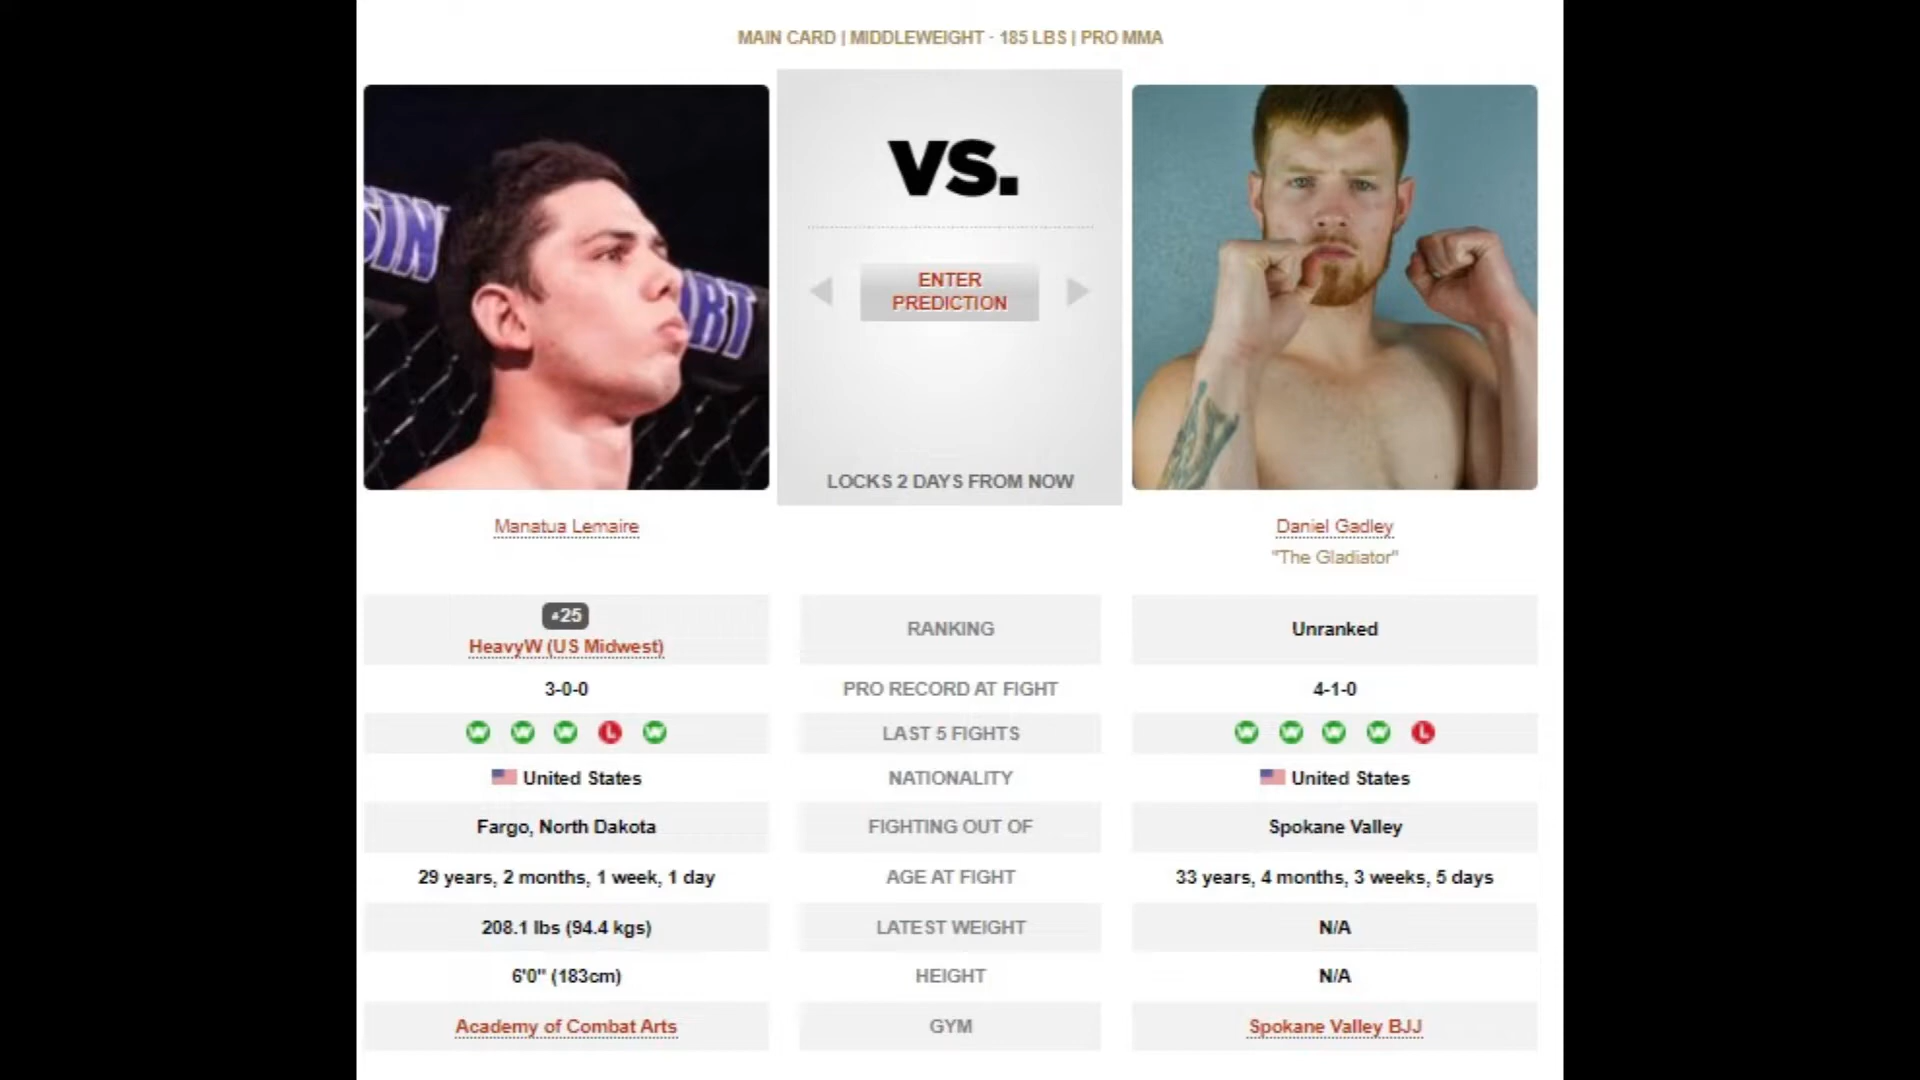 MAIN CARD | MIDDLEWEIGHT · 185 LBS | PRO MMA
SIN
RT
VS.
ENTER
PREDICTION
LOCKS 2 DAYS FROM NOW
Manatua Lemaire
Daniel Gadley
"The Gladiator"
25
HeavyW (US Midwest)
RANKING
Unranked
3-0-0
PRO RECORD AT FIGHT
4-1-0
W W W L W
LAST 5 FIGHTS
W W W W L
United States
NATIONALITY
United States
Fargo, North Dakota
FIGHTING OUT OF
Spokane Valley
29 years, 2 months, 1 week, 1 day
AGE AT FIGHT
33 years, 4 months, 3 weeks, 5 days
208.1 lbs (94.4 kgs)
LATEST WEIGHT
N/A
6'0" (183cm)
HEIGHT
N/A
Academy of Combat Arts
GYM
Spokane Valley BJJ